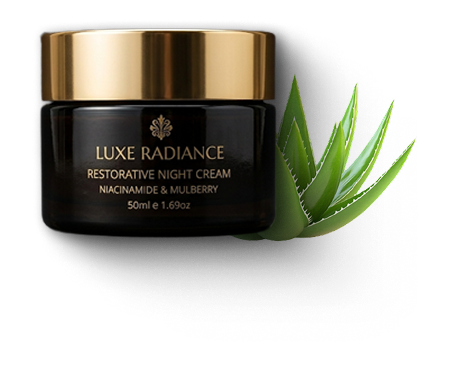 LUXE RADIANCE
RESTORATIVE NIGHT CREAM
NIACINAMIDE & MULBERRY
50ml e 1.69oz